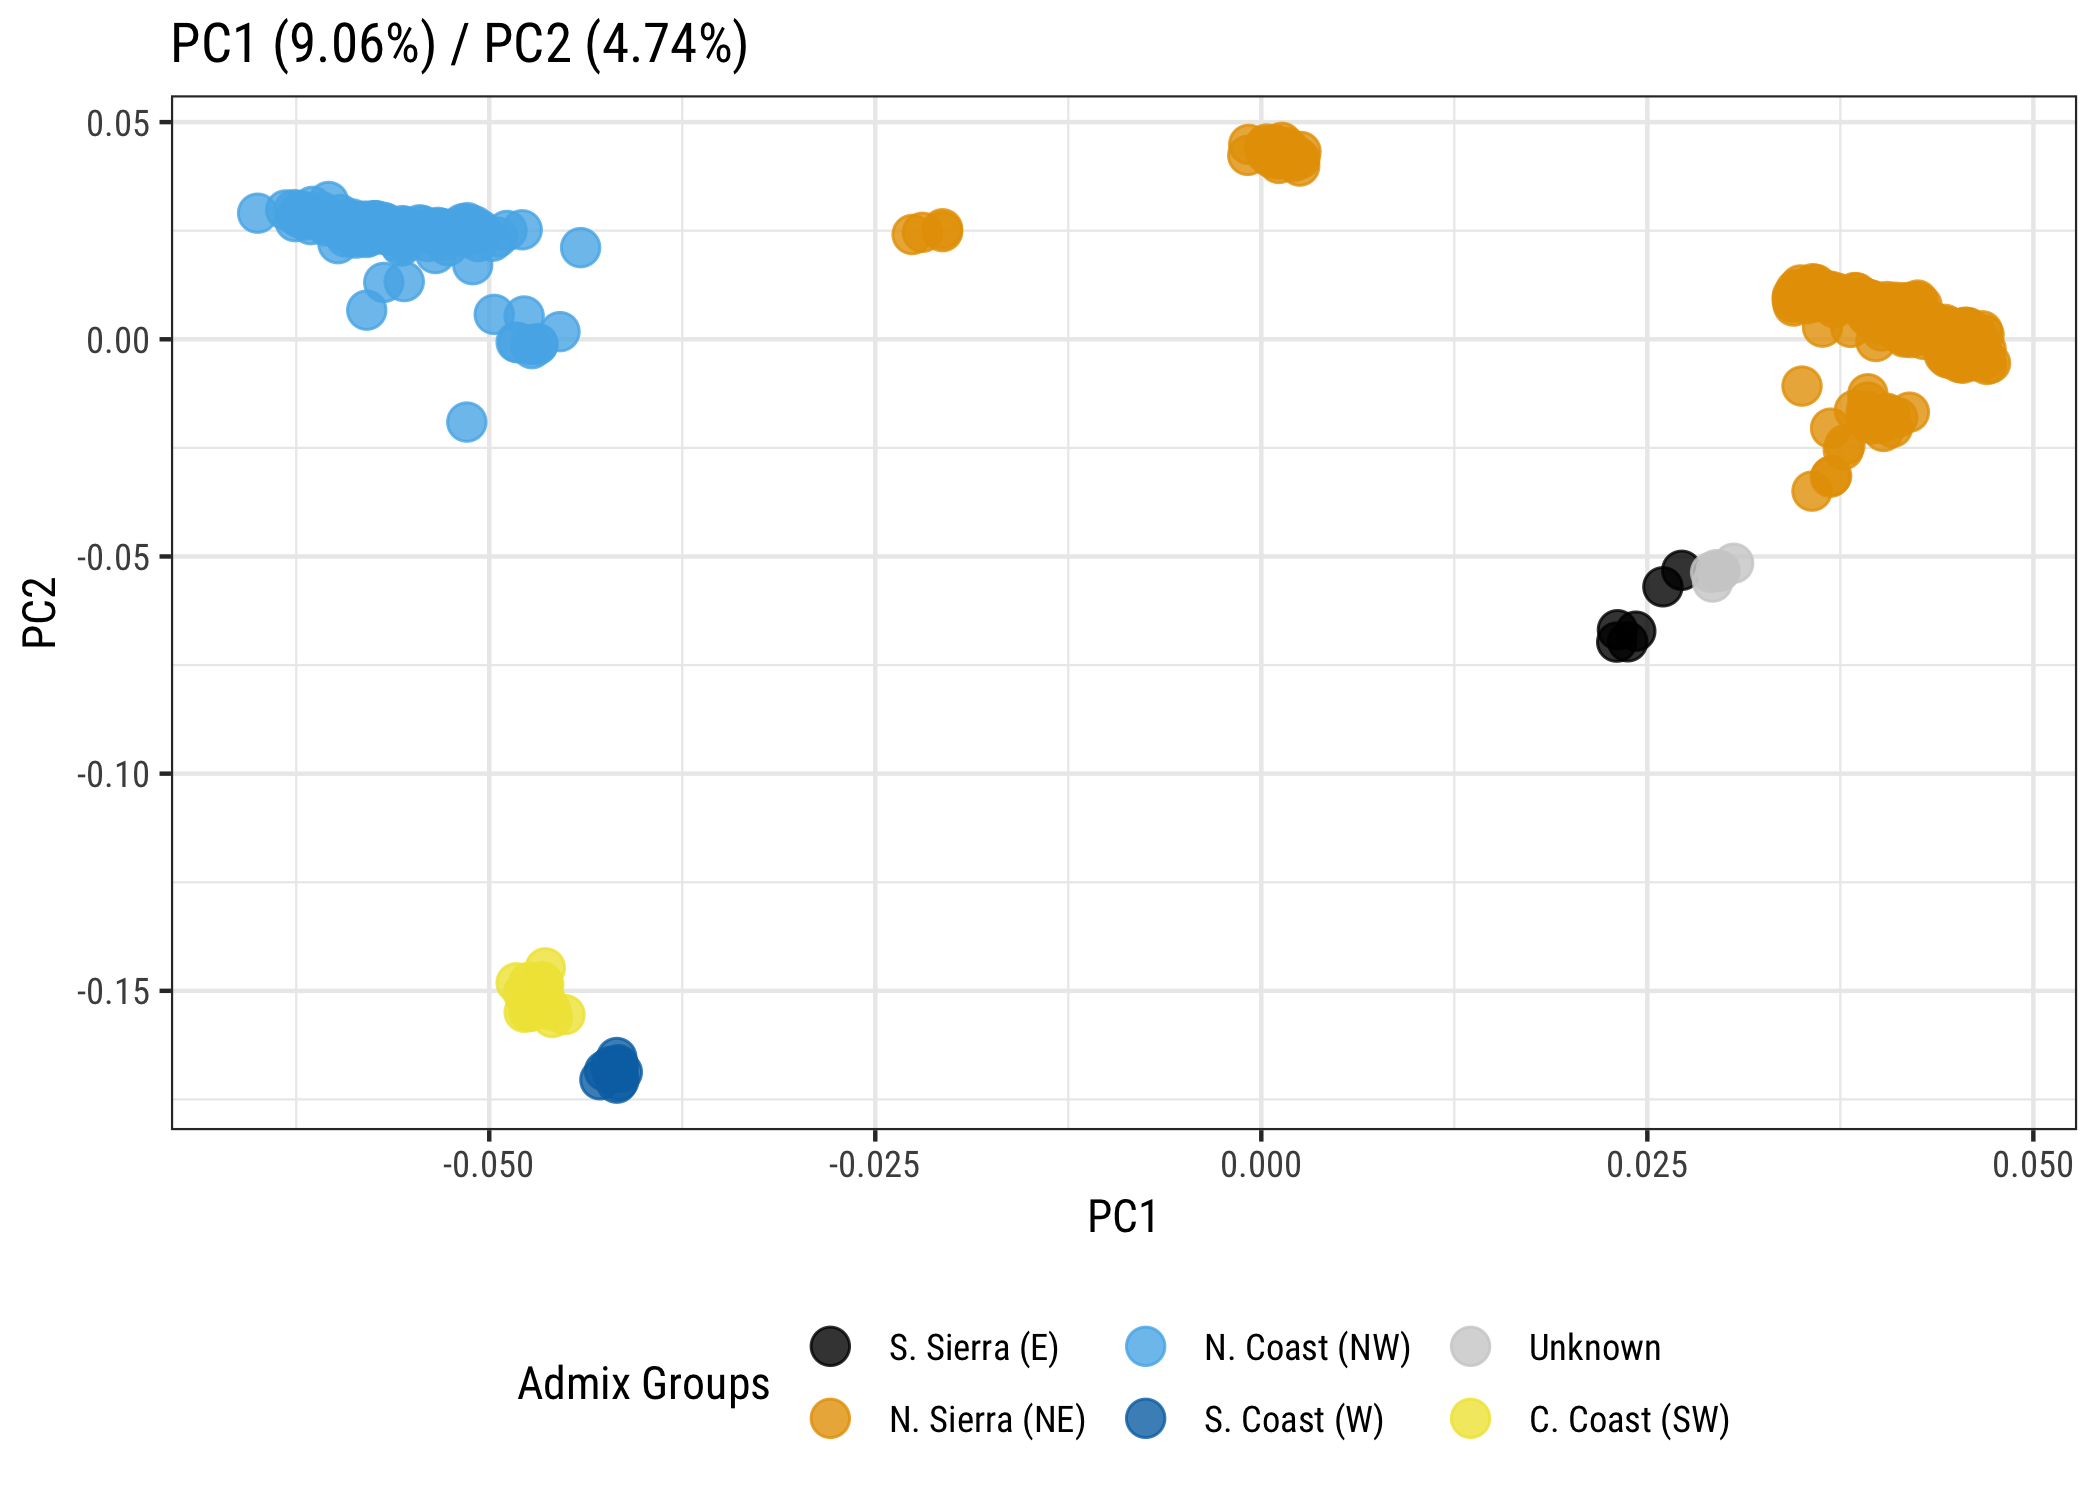 PC1 (9.06%) / PC2 (4.74%)
0.05
0.00
-0.05
-0.10
-0.15
PC2
-0.050 -0.025 0.000 0.025 0.050
PC1
Admix Groups
S. Sierra (E) N. Coast (NW) Unknown
N. Sierra (NE) S. Coast (W) C. Coast (SW)